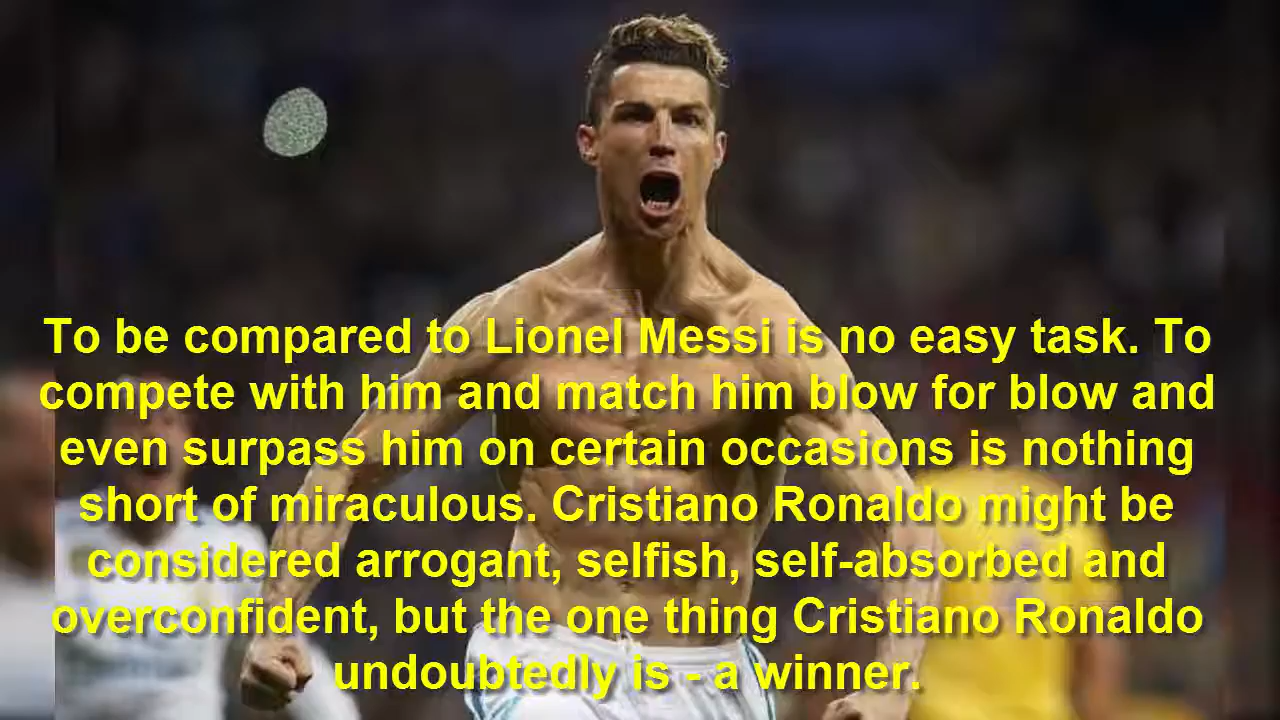 To be compared to Lionel Messi is no easy task. To
compete with him and match him blow for blow and
even surpass him on certain occasions is nothing
short of miraculous. Cristiano Ronaldo might be
considered arrogant, selfish, self-absorbed and
overconfident, but the one thing Cristiano Ronaldo
undoubtedly is - a winner.